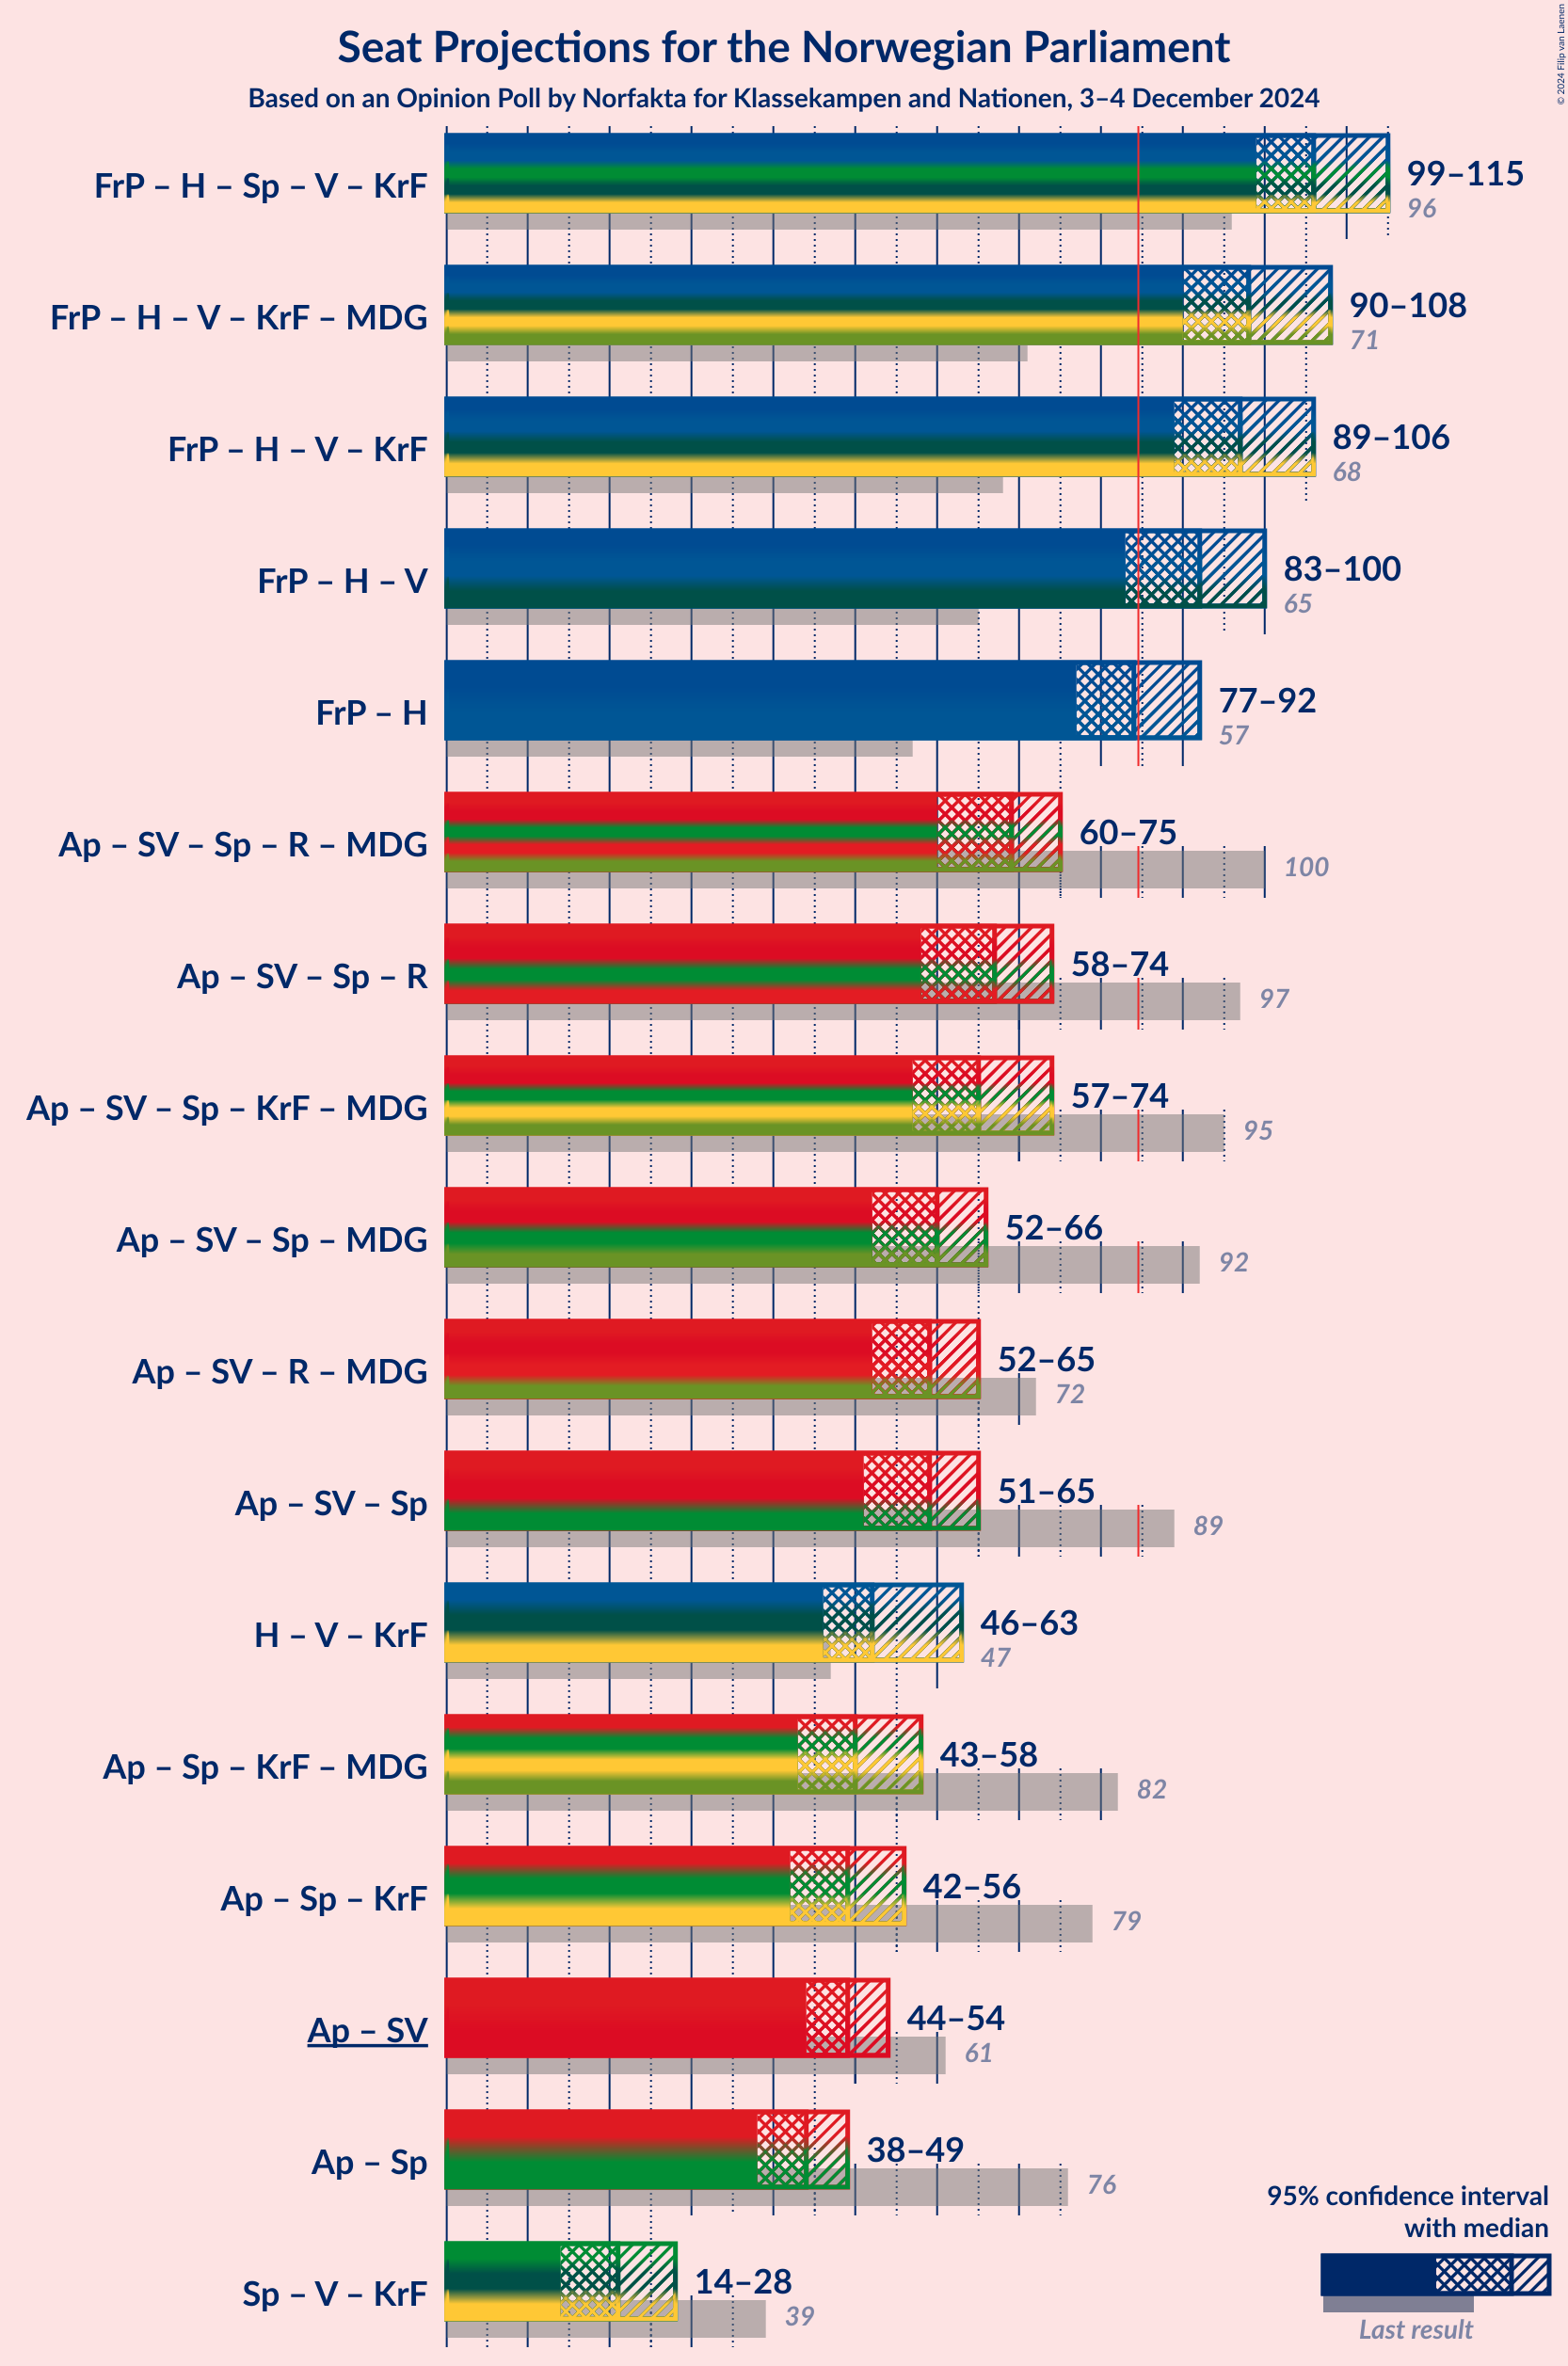 Seat Projections for the Norwegian Parliament
Based on an Opinion Poll by Norfakta for Klassekampen and Nationen, 3–4 December 2024
© 2024 Filip van Laenen
FrP – H – Sp – V – KrF
99–115
96
FrP – H – V – KrF – MDG
90–108
71
FrP – H – V – KrF
89–106
68
FrP – H – V
83–100
65
FrP – H
77–92
57
Ap – SV – Sp – R – MDG
60–75
100
Ap – SV – Sp – R
58–74
97
Ap – SV – Sp – KrF – MDG
57–74
95
Ap – SV – Sp – MDG
52–66
92
Ap – SV – R – MDG
52–65
72
Ap – SV – Sp
51–65
89
H – V – KrF
46–63
47
Ap – Sp – KrF – MDG
43–58
82
Ap – Sp – KrF
42–56
79
Ap – SV
44–54
61
Ap – Sp
38–49
76
Sp – V – KrF
14–28
39
95% confidence interval
with median
Last result